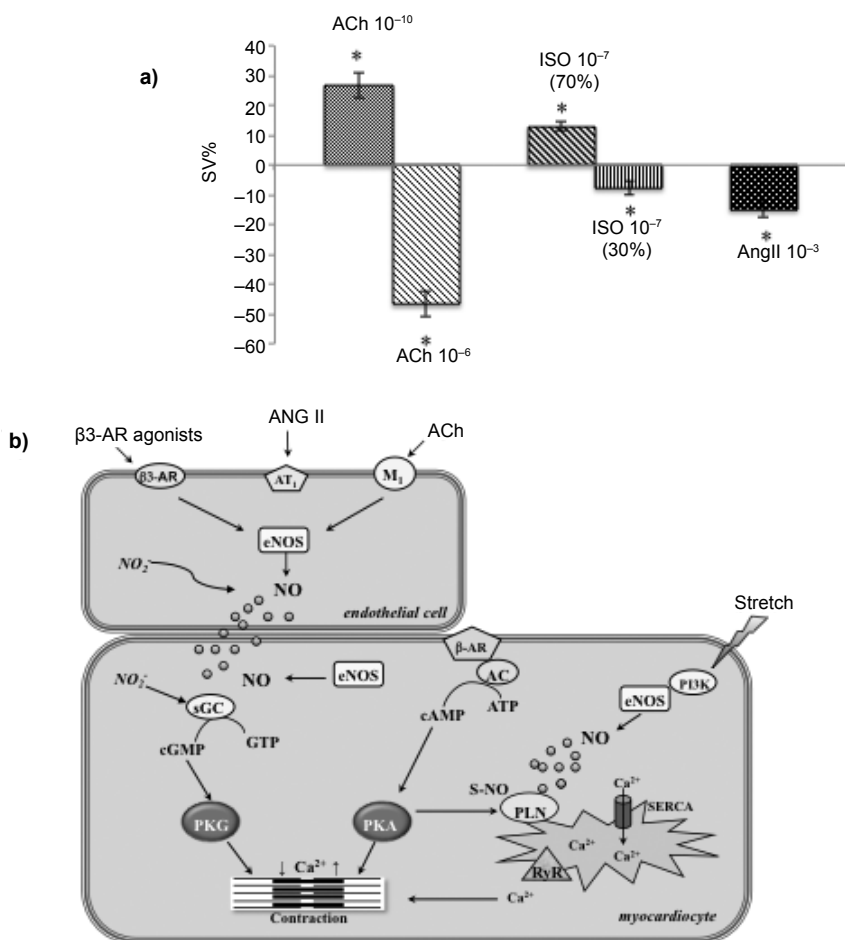 a)
ACh 10⁻¹⁰
*
ISO 10⁻⁷
(70%)
*
SV%
40
30
20
10
0
–10
–20
–30
–40
–50
–60
*
ISO 10⁻⁷
(30%)
*
AngII 10⁻³
*
ACh 10⁻⁶
b)
β3-AR agonists
ANG II
ACh
β3-AR
AT₁
M₁
eNOS
NO₂⁻
NO
endothelial cell
Stretch
β-AR
AC
PI3K
NO₂⁻
NO
eNOS
eNOS
sGC
cAMP
ATP
NO
cGMP
GTP
S-NO
Ca²⁺
PKG
PKA
PLN
SERCA
Ca²⁺
Ca²⁺
↓ Ca²⁺ ↑
RyR
Ca²⁺
Contraction
myocardiocyte